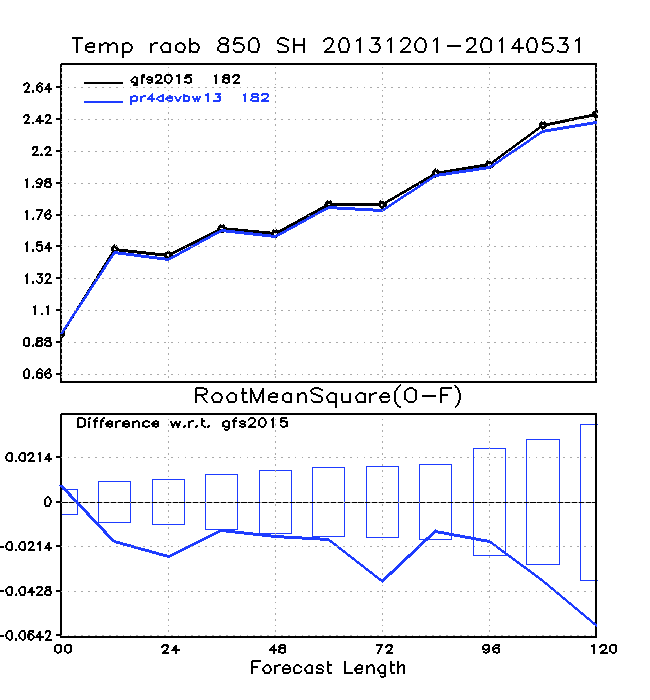 Temp raob 850 SH 20131201-20140531
gfs2015 182
pr4devbw13 182
2.64
2.42
2.2
1.98
1.76
1.54
1.32
1.1
0.88
0.66
RootMeanSquare(O-F)
Difference w.r.t. gfs2015
0.0214
0
-0.0214
-0.0428
-0.0642
00 24 48 72 96 120
Forecast Length